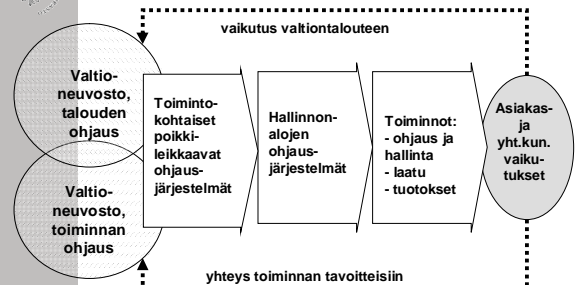 vaikutus valtiontalouteen
Valtio-
neuvosto,
talouden
ohjaus
Valtio-
neuvosto,
toiminnan
ohjaus
Toiminto-
kohtaiset
poikki-
leikkaavat
ohjaus-
järjestelmät
Hallinnon-
alojen
ohjaus-
järjestelmät
Toiminnot:
- ohjaus ja
hallinta
- laatu
- tuotokset
Asiakas-
ja
yht.kun.
vaiku-
tukset
yhteys toiminnan tavoitteisiin